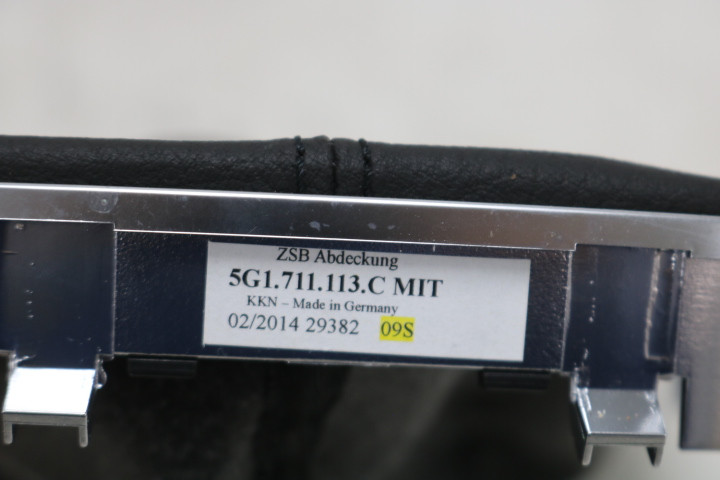 ZSB Abdeckung
5G1.711.113.C MIT
KKN – Made in Germany
02/2014 29382 09S